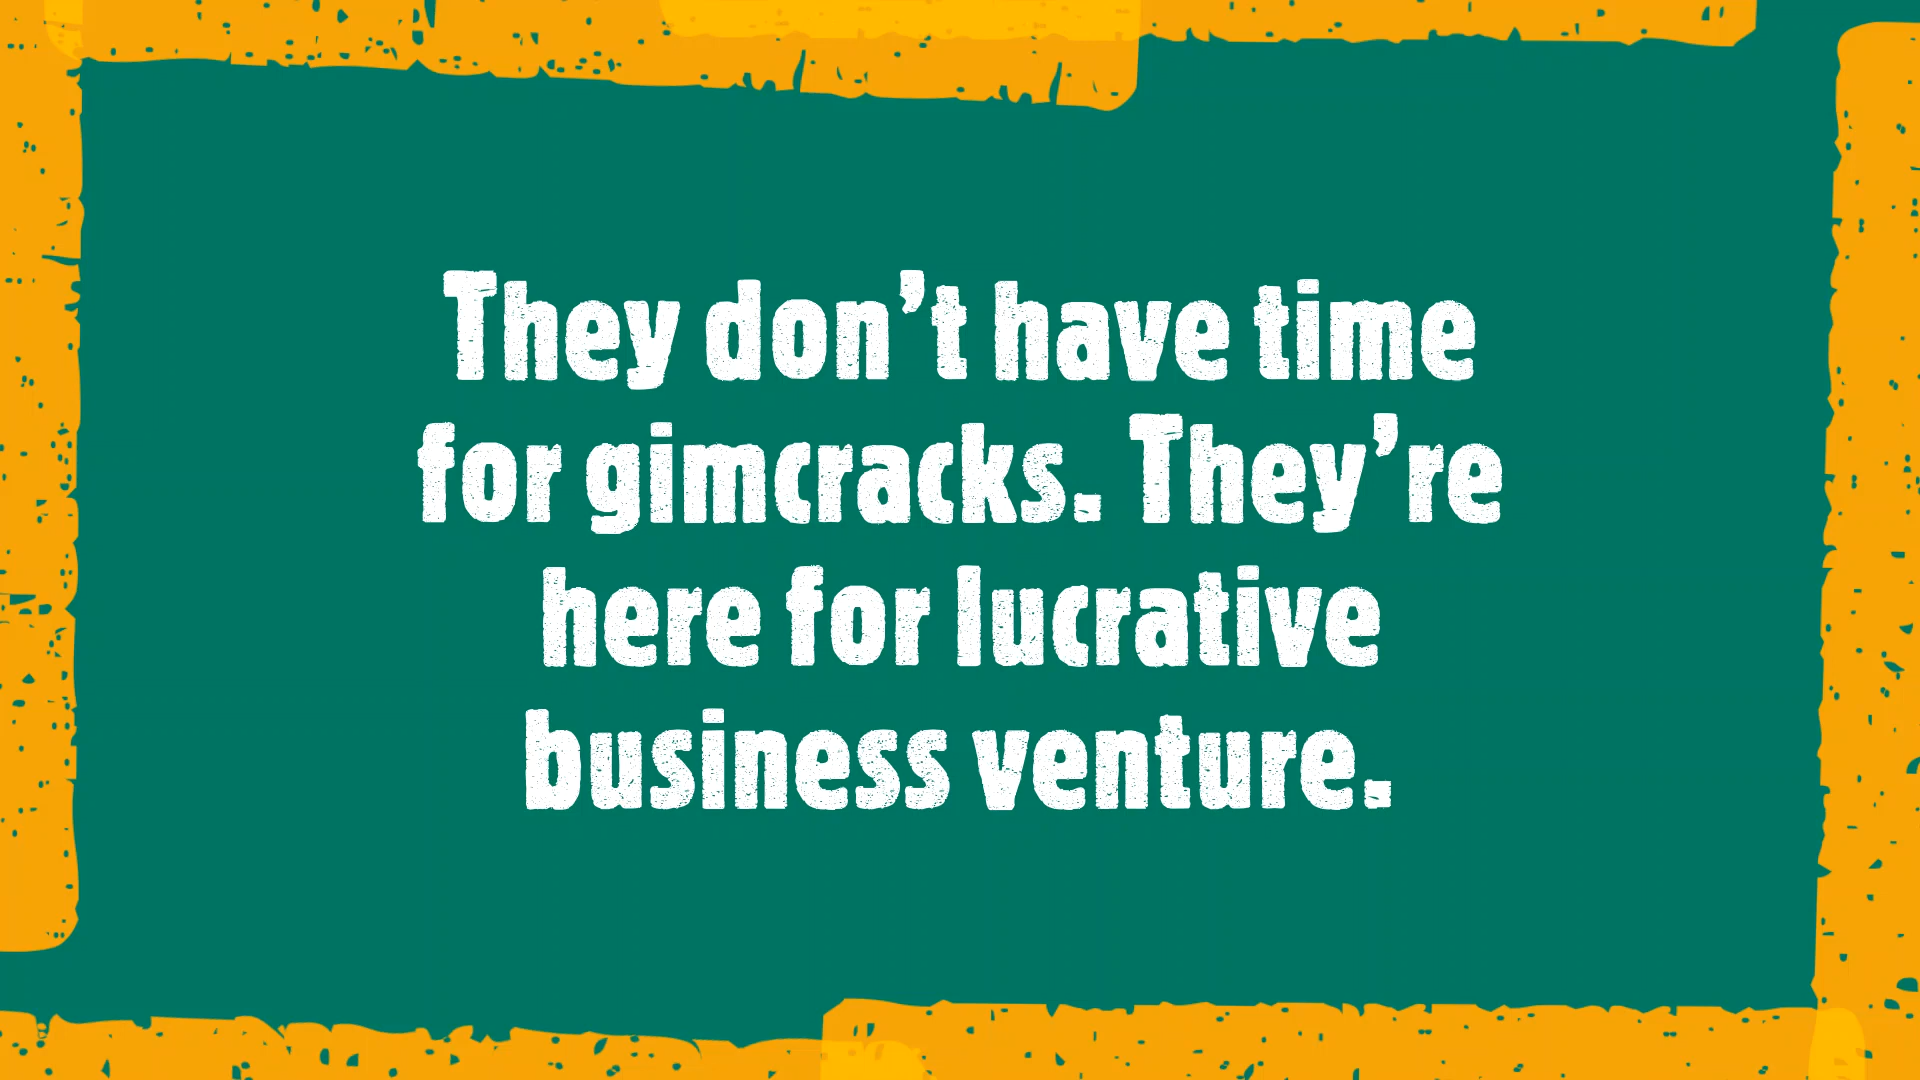 They don’t have time
for gimcracks. They’re
here for lucrative
business venture.